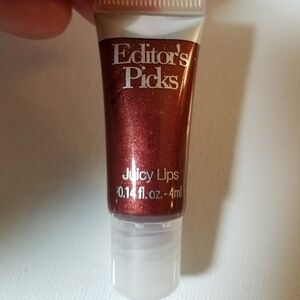 Editor's
Picks
Juicy Lips
0.14 fl. oz. - 4ml